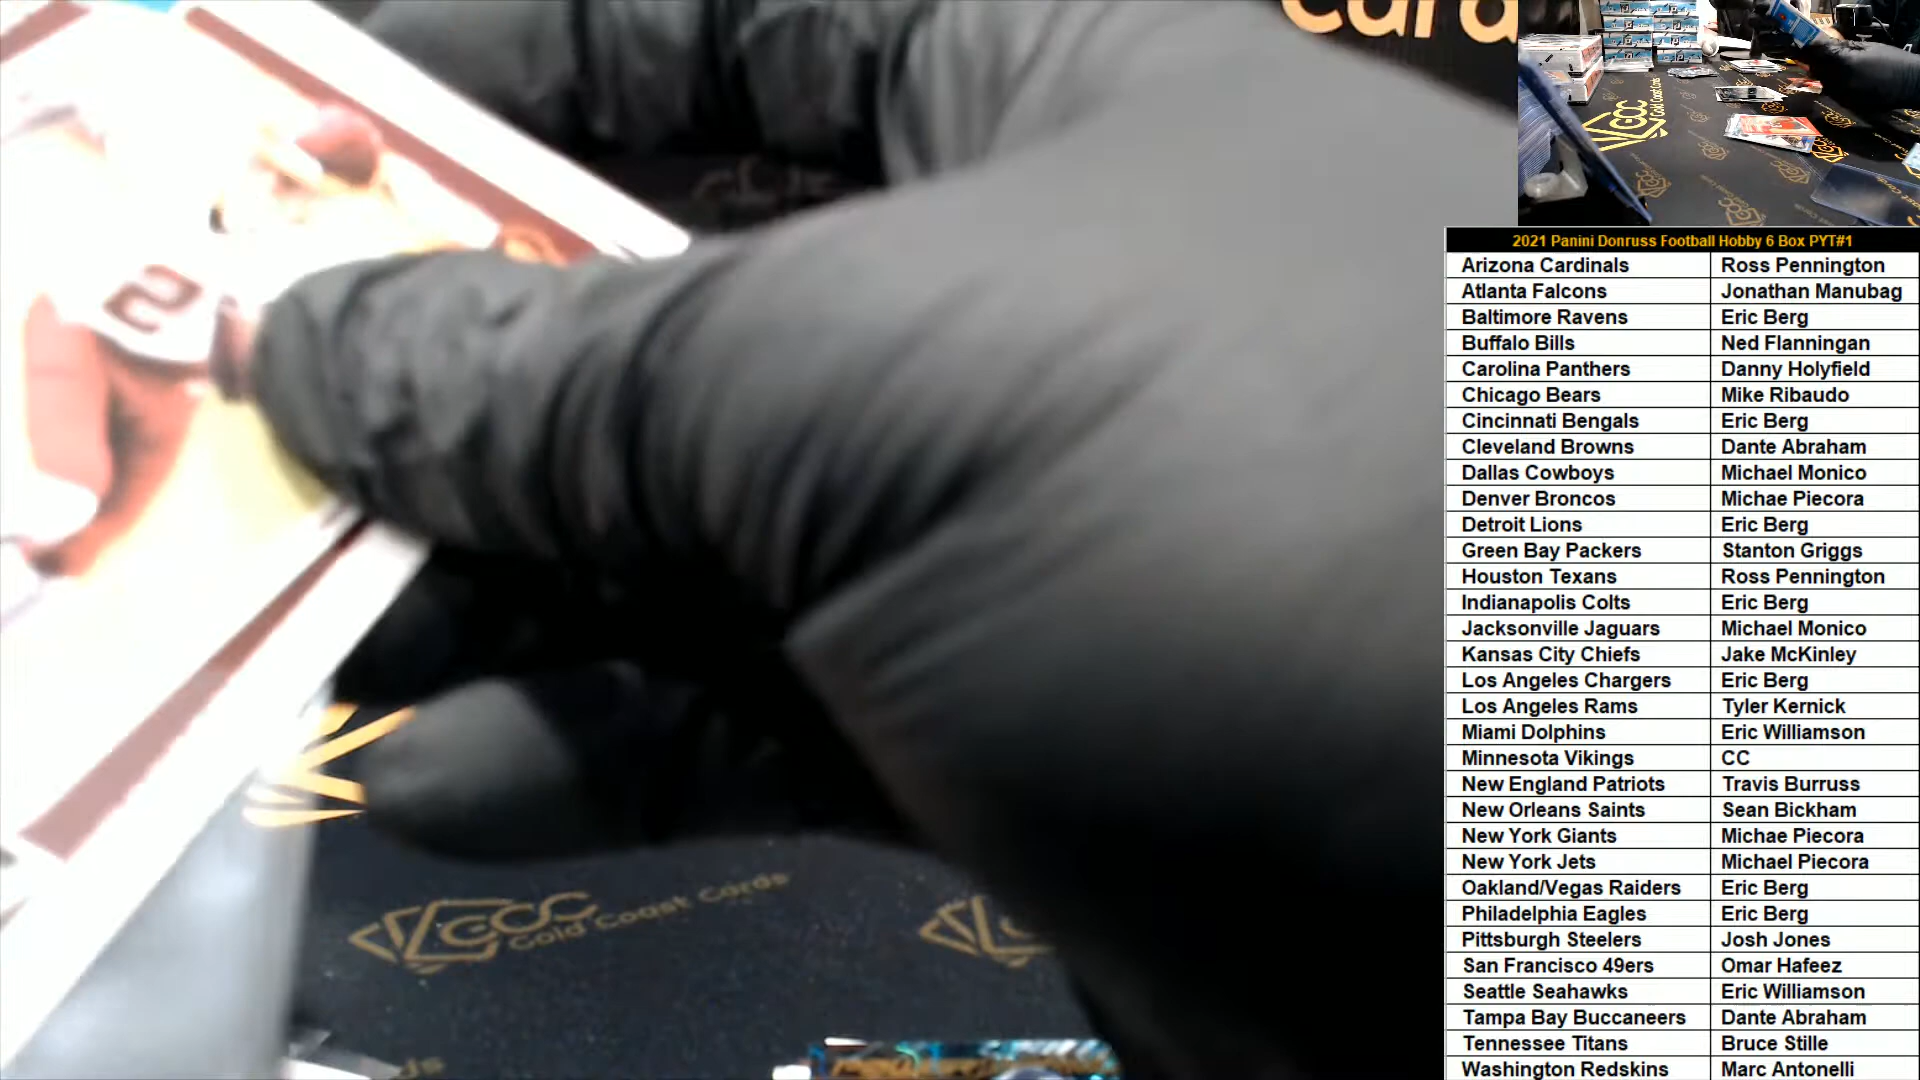 card
GCC
Gold Coast Cards
2
GCC
Gold Coast Cards
2021 Panini Donruss Football Hobby 6 Box PYT#1
Arizona Cardinals Ross Pennington
Atlanta Falcons Jonathan Manubag
Baltimore Ravens Eric Berg
Buffalo Bills Ned Flanningan
Carolina Panthers Danny Holyfield
Chicago Bears Mike Ribaudo
Cincinnati Bengals Eric Berg
Cleveland Browns Dante Abraham
Dallas Cowboys Michael Monico
Denver Broncos Michae Piecora
Detroit Lions Eric Berg
Green Bay Packers Stanton Griggs
Houston Texans Ross Pennington
Indianapolis Colts Eric Berg
Jacksonville Jaguars Michael Monico
Kansas City Chiefs Jake McKinley
Los Angeles Chargers Eric Berg
Los Angeles Rams Tyler Kernick
Miami Dolphins Eric Williamson
Minnesota Vikings CC
New England Patriots Travis Burruss
New Orleans Saints Sean Bickham
New York Giants Michae Piecora
New York Jets Michael Piecora
Oakland/Vegas Raiders Eric Berg
Philadelphia Eagles Eric Berg
Pittsburgh Steelers Josh Jones
San Francisco 49ers Omar Hafeez
Seattle Seahawks Eric Williamson
Tampa Bay Buccaneers Dante Abraham
Tennessee Titans Bruce Stille
Washington Redskins Marc Antonelli